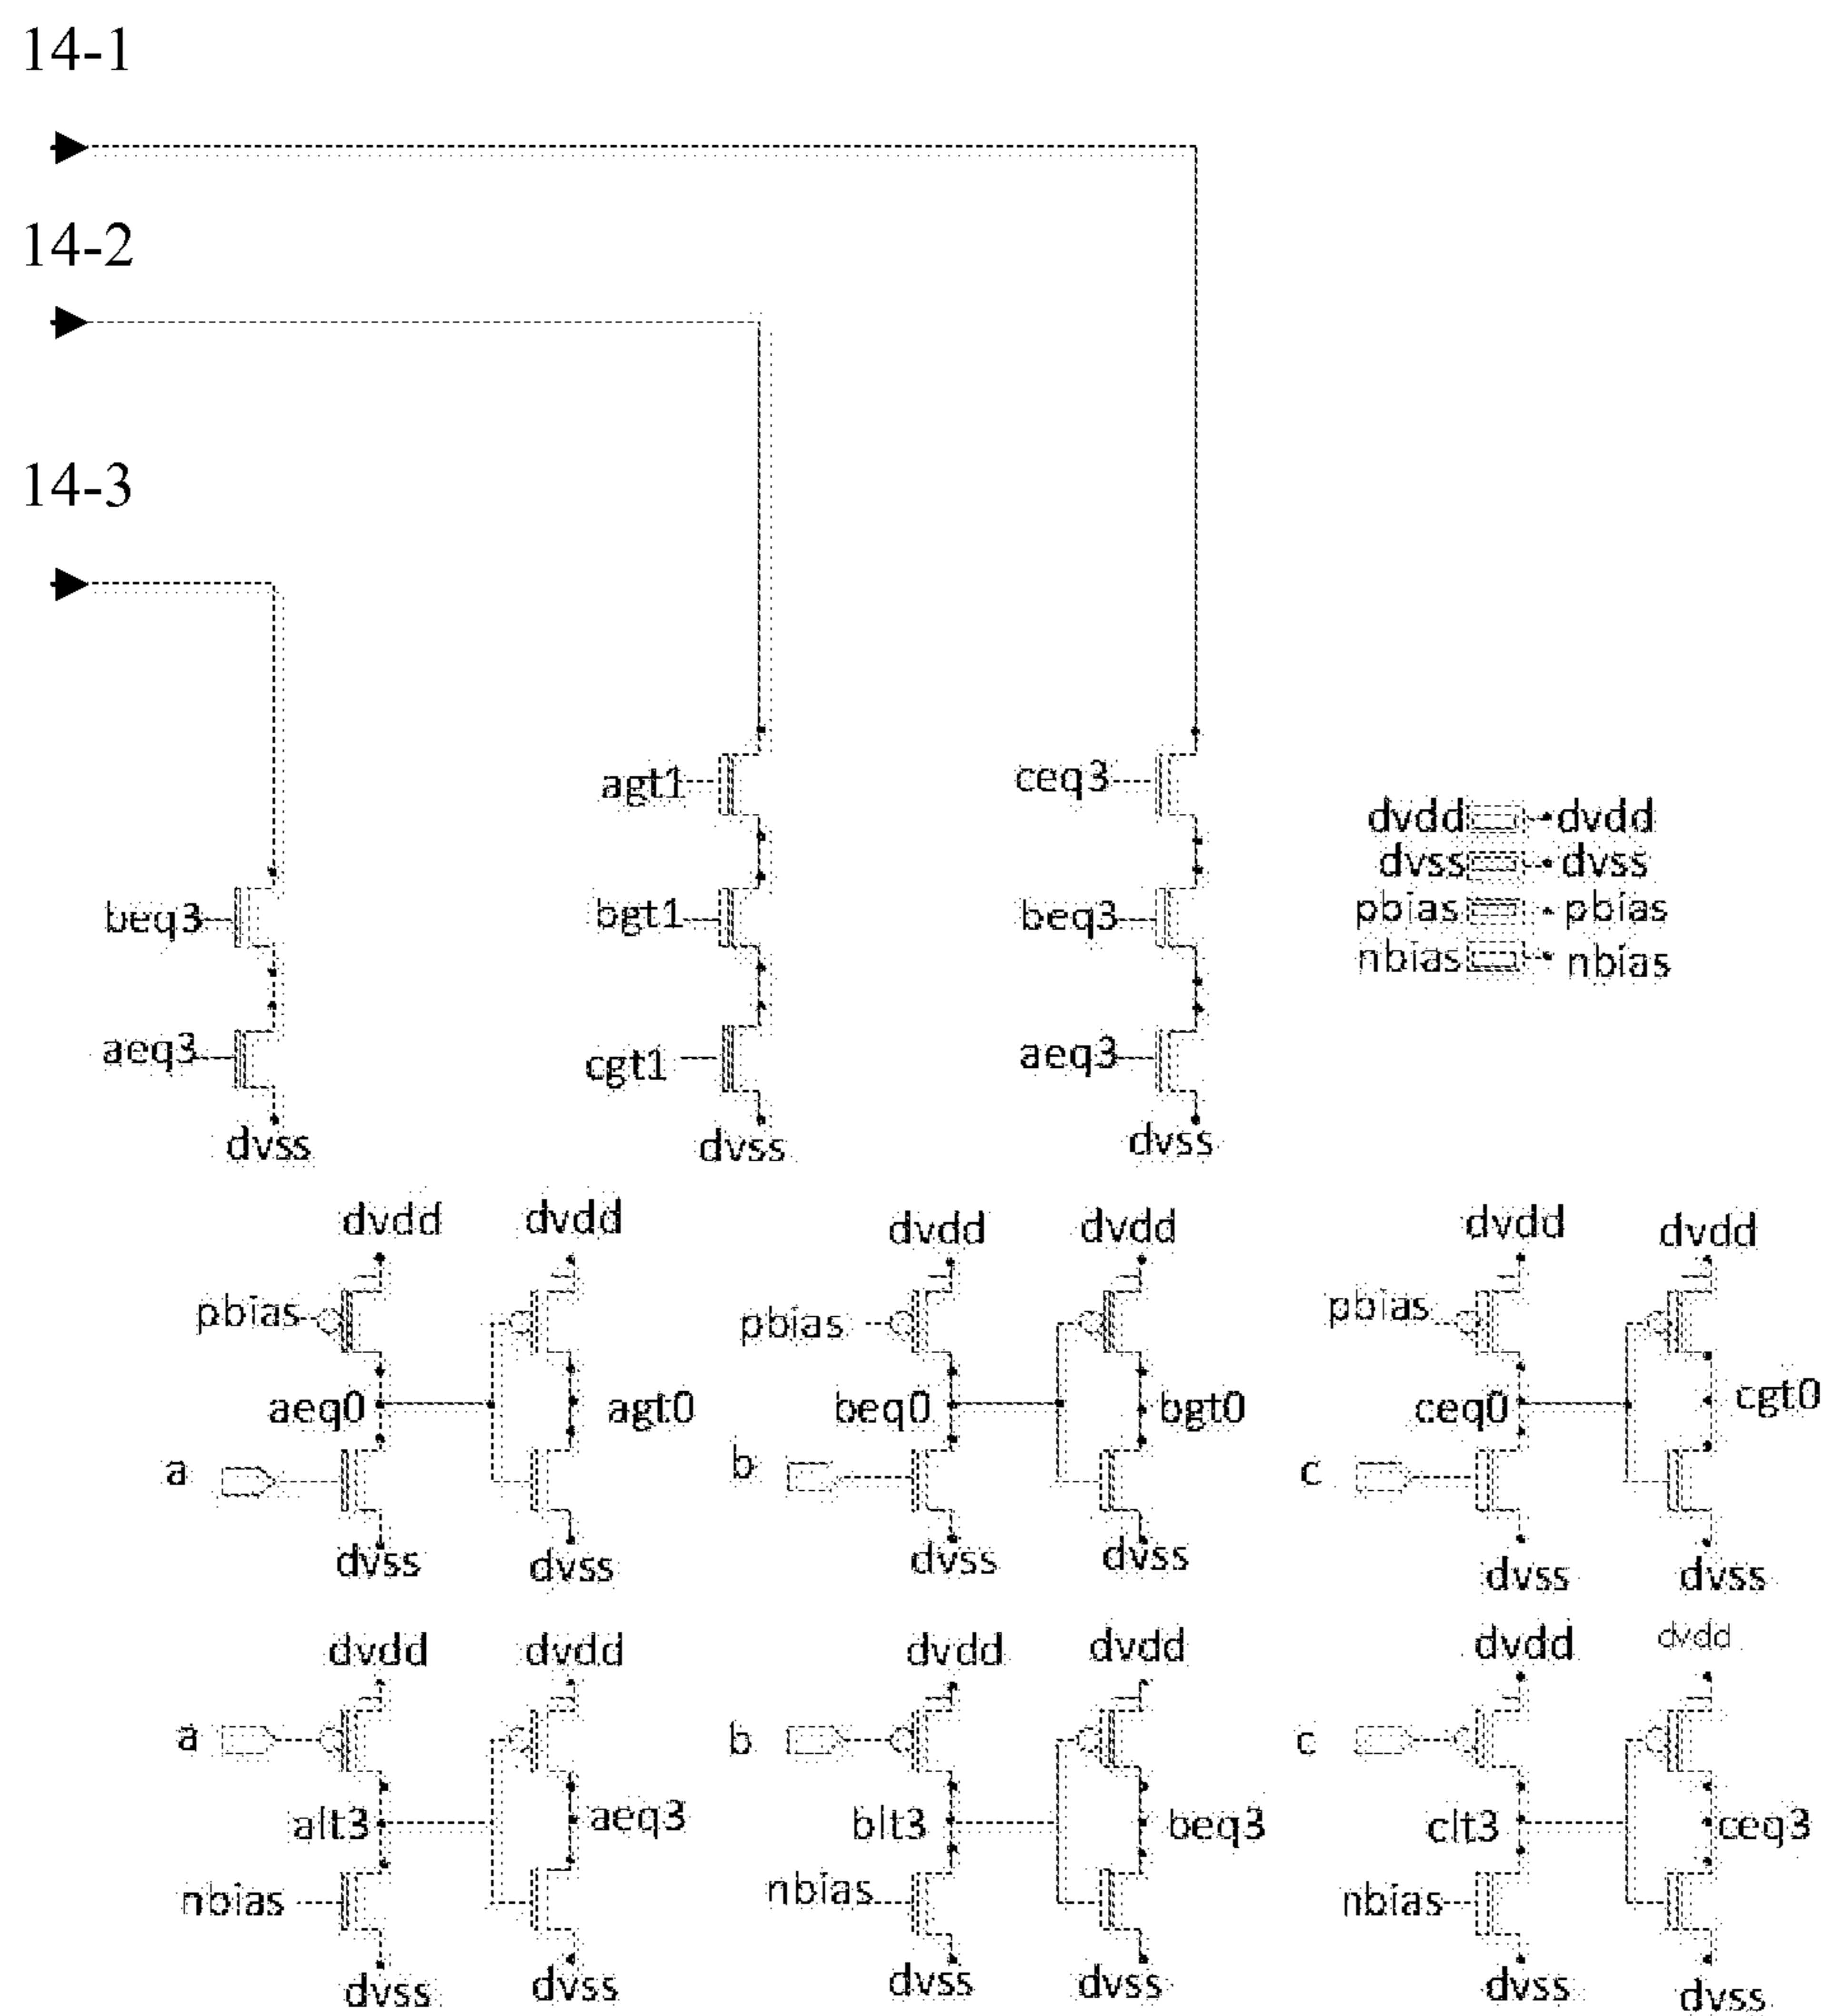 14-1
14-2
14-3
agt1
ceq3
dvdd dvdd
dvss dvss
beq3
bgt1
beq3
pbias pbias
nbias nbias
aeq3
cgt1
aeq3
dvss
dvss
dvss
dvdd
dvdd
dvdd
dvdd
dvdd
dvdd
pbias
pbias
pbias
aeq0
agt0
beq0
bgt0
ceq0
cgt0
a
b
c
dvss
dvss
dvss
dvss
dvss
dvss
dvdd
dvdd
dvdd
dvdd
dvdd
dvdd
a
b
c
alt3
aeq3
blt3
beq3
clt3
ceq3
nbias
nbias
nbias
dvss
dvss
dvss
dvss
dvss
dvss